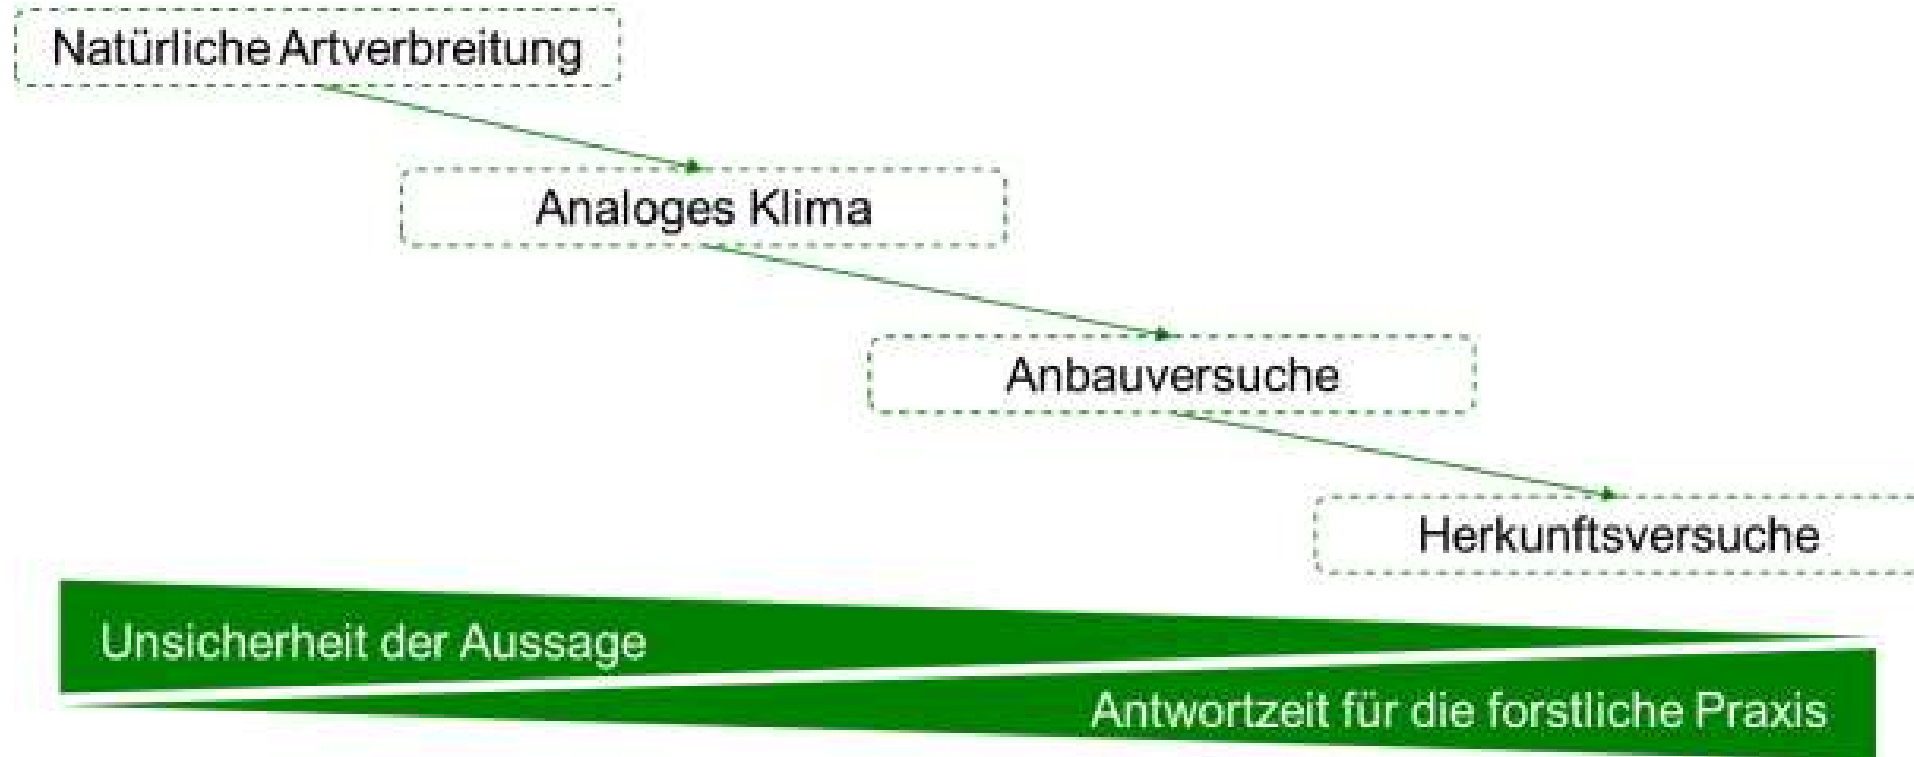 Natürliche Artverbreitung
Analoges Klima
Anbauversuche
Herkunftsversuche
Unsicherheit der Aussage
Antwortzeit für die forstliche Praxis